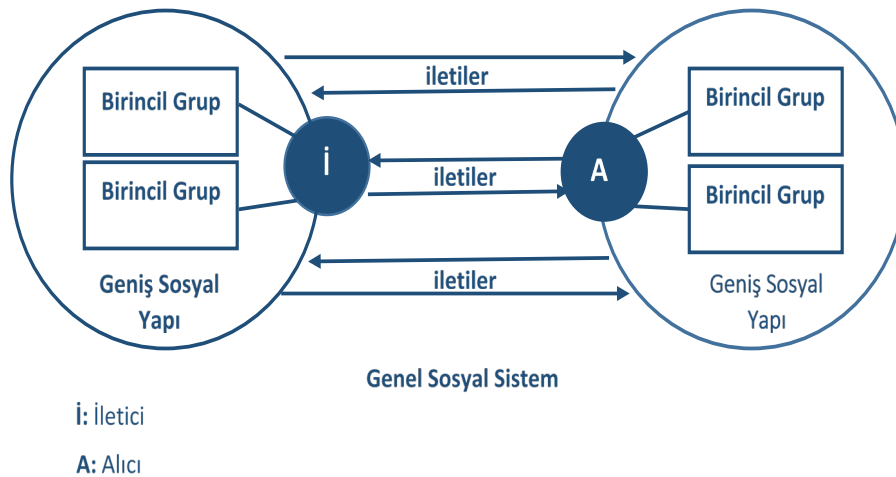 Birincil Grup
Birincil Grup
Geniş Sosyal
Yapı
İ
iletiler
iletiler
iletiler
A
Birincil Grup
Birincil Grup
Geniş Sosyal
Yapı
Genel Sosyal Sistem
İ: İletici
A: Alıcı